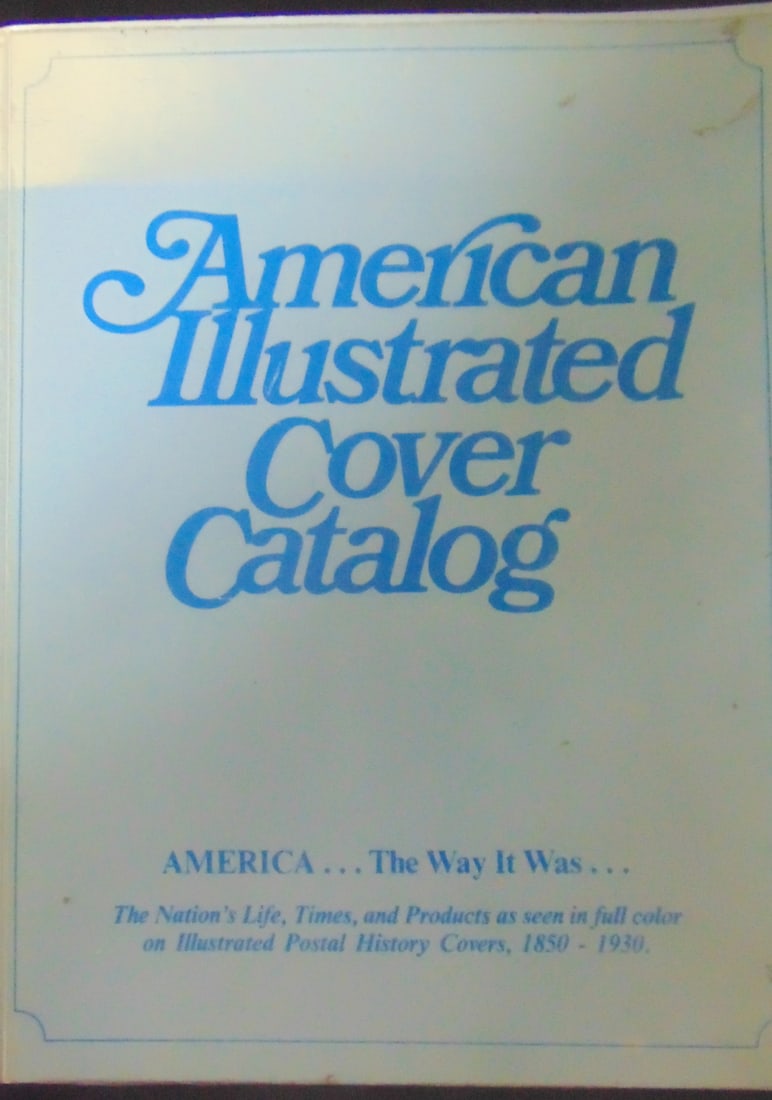 American
Illustrated
Cover
Catalog
AMERICA . . . The Way It Was . . .
The Nation's Life, Times, and Products as seen in full color
on Illustrated Postal History Covers, 1850 - 1930.